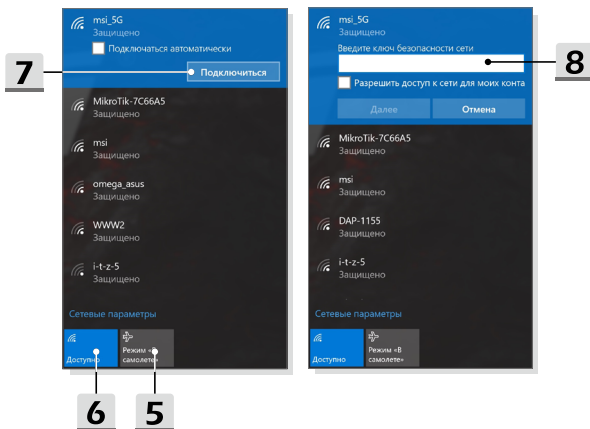 msi_5G
Защищено
Подключаться автоматически
7
Подключиться
MikroTik-7C66A5
Защищено
msi
Защищено
omega_asus
Защищено
WWW2
Защищено
i-t-z-5
Защищено
Сетевые параметры
Доступно
Режим «В
самолете»
6
5
msi_5G
Защищено
Введите ключ безопасности сети
8
Разрешить доступ к сети для моих конта
Далее
Отмена
MikroTik-7C66A5
Защищено
msi
Защищено
DAP-1155
Защищено
i-t-z-5
Защищено
Сетевые параметры
Доступно
Режим «В
самолете»